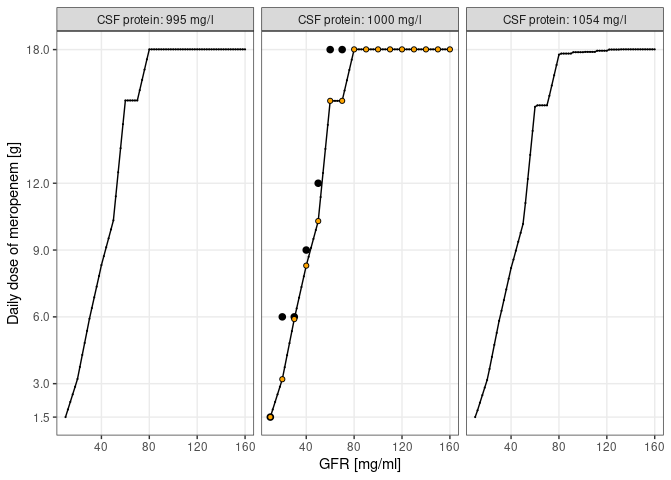 CSF protein: 995 mg/l
CSF protein: 1000 mg/l
CSF protein: 1054 mg/l
Daily dose of meropenem [g]
18.0
12.0
9.0
6.0
3.0
1.5
40 80 120 160
40 80 120 160
40 80 120 160
GFR [mg/ml]